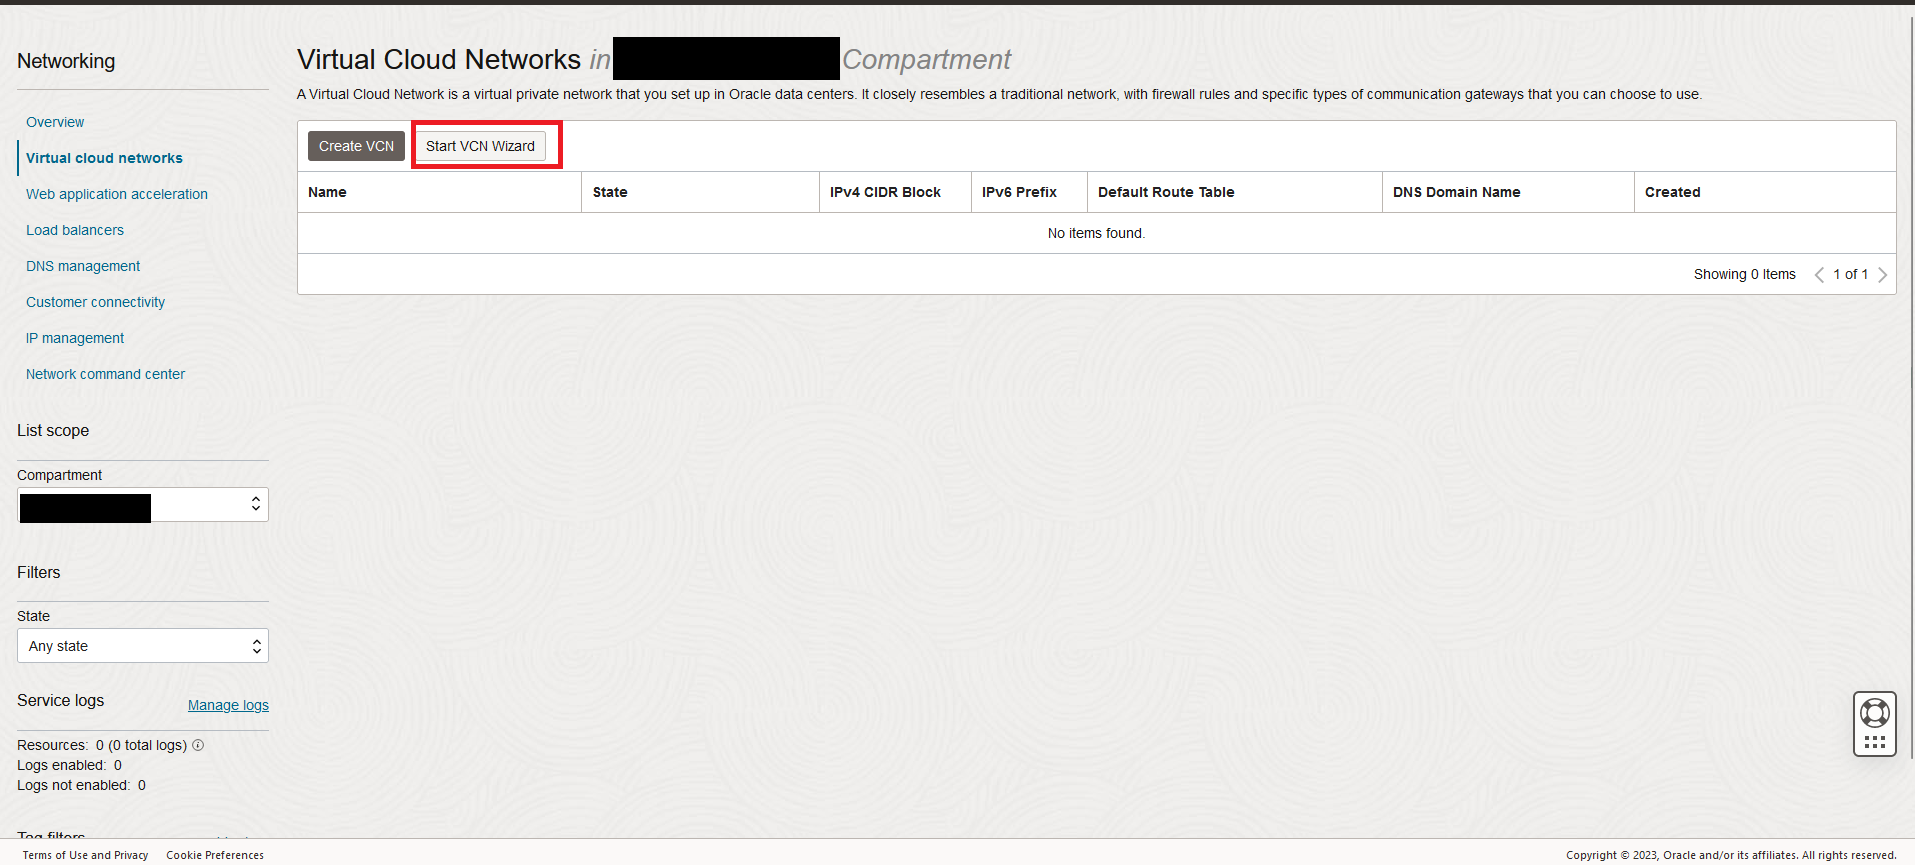 Networking
Overview
Virtual cloud networks
Web application acceleration
Load balancers
DNS management
Customer connectivity
IP management
Network command center
List scope
Compartment
Filters
State
Any state
Service logs Manage logs
Resources: 0 (0 total logs)
Logs enabled: 0
Logs not enabled: 0
Tag filters
Virtual Cloud Networks in Compartment
A Virtual Cloud Network is a virtual private network that you set up in Oracle data centers. It closely resembles a traditional network, with firewall rules and specific types of communication gateways that you can choose to use.
Create VCN Start VCN Wizard
Name State IPv4 CIDR Block IPv6 Prefix Default Route Table DNS Domain Name Created
No items found.
Showing 0 Items 1 of 1
Terms of Use and Privacy Cookie Preferences Copyright © 2023, Oracle and/or its affiliates. All rights reserved.